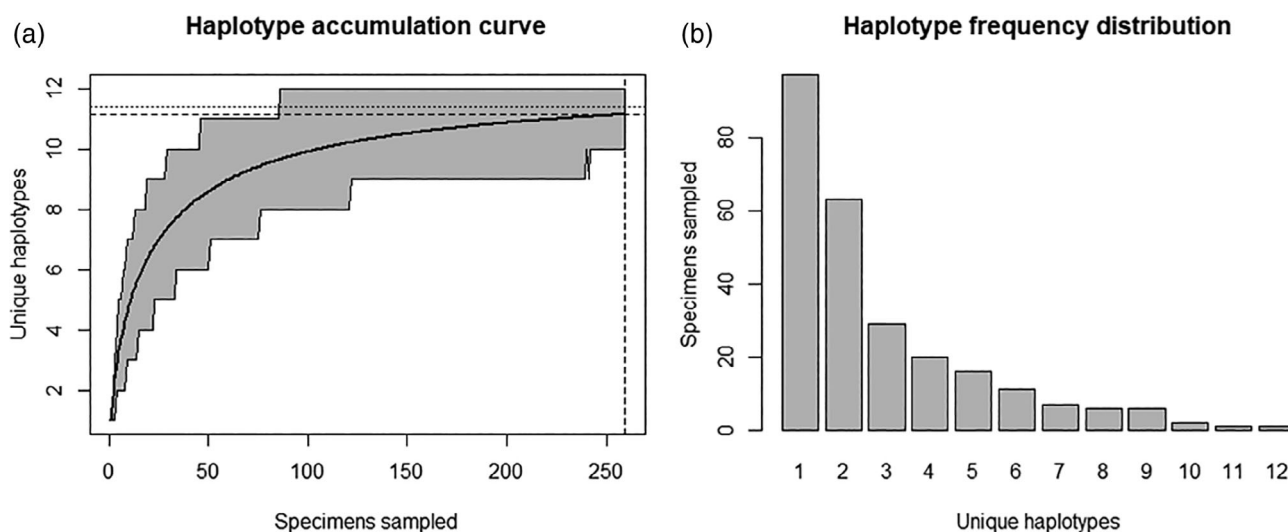 (a)
Haplotype accumulation curve
Unique haplotypes
12
10
8
6
4
2
0 50 100 150 200 250
Specimens sampled
(b)
Haplotype frequency distribution
Specimens sampled
80
60
40
20
0
1 2 3 4 5 6 7 8 9 10 11 12
Unique haplotypes